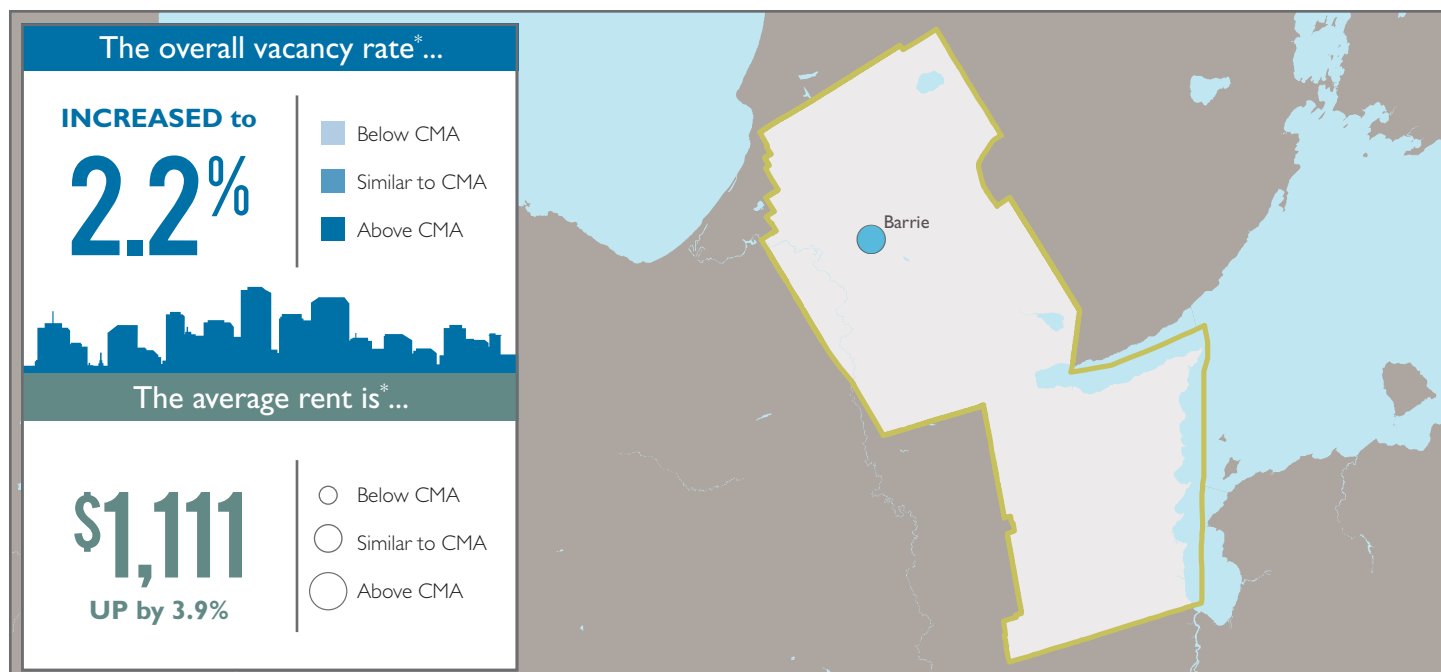 The overall vacancy rate*...
INCREASED to
2.2%
Below CMA
Similar to CMA
Above CMA
The average rent is*...
$1,111
UP by 3.9%
Below CMA
Similar to CMA
Above CMA
Barrie